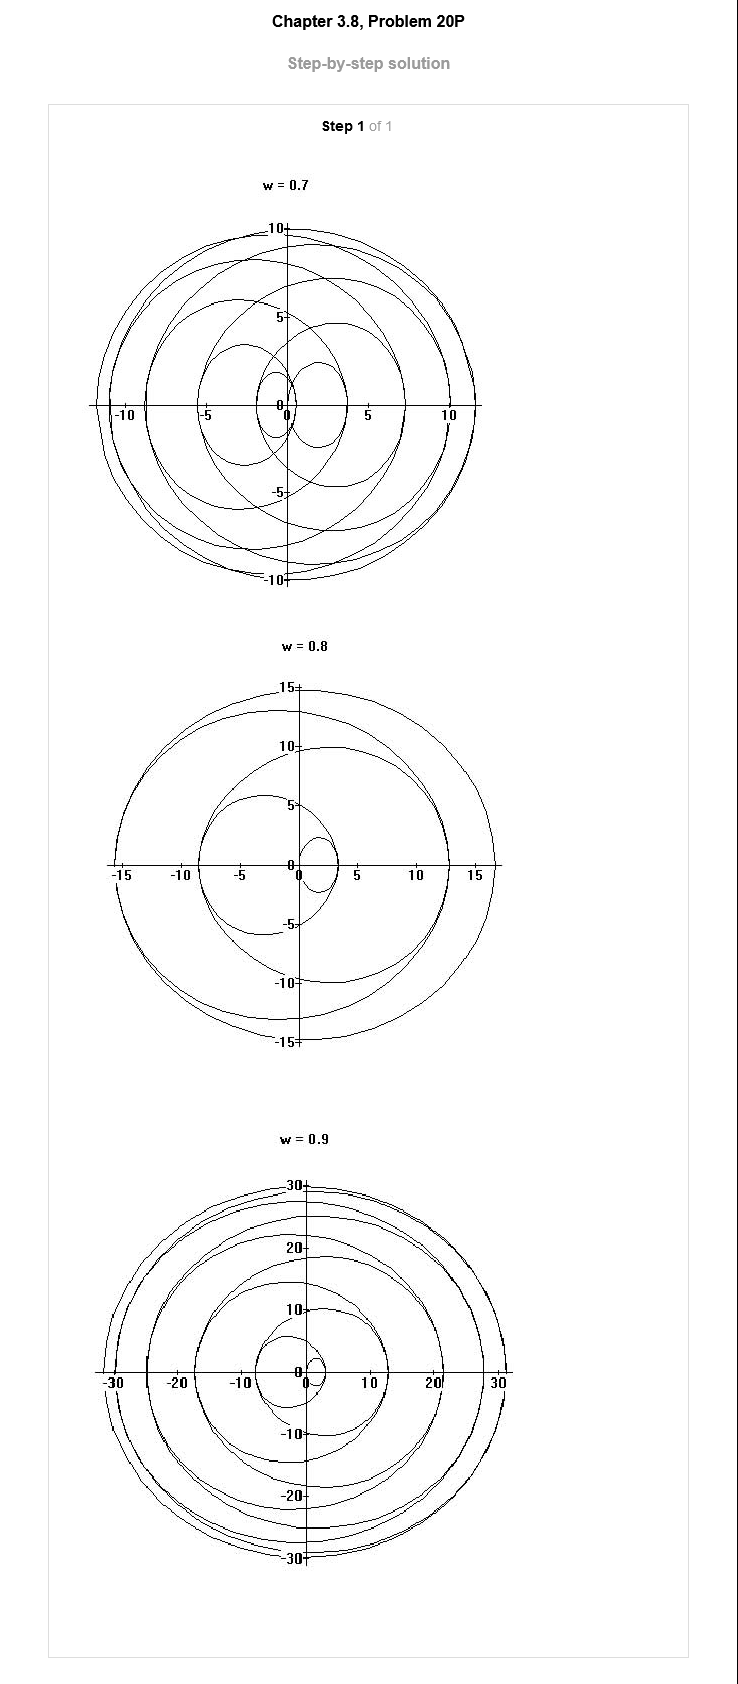 Chapter 3.8, Problem 20P
Step-by-step solution
Step 1 of 1
w = 0.7
10
5
0
-10 -5 0 5 10
-5
-10
w = 0.8
15
10
5
0
-15 -10 -5 0 5 10 15
-5
-10
-15
w = 0.9
30
20
10
0
-30 -20 -10 0 10 20 30
-10
-20
-30